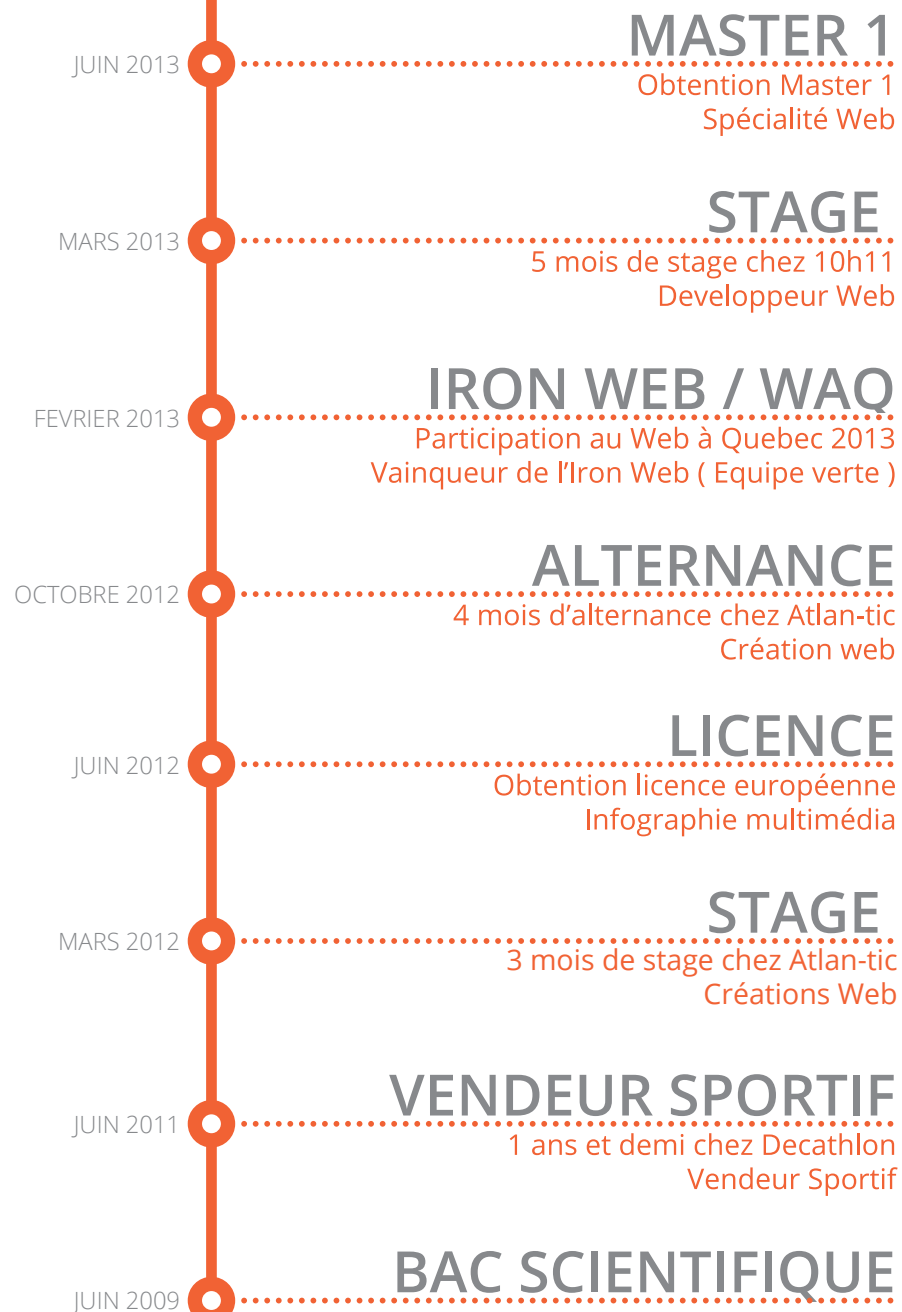 MASTER 1
JUIN 2013
Obtention Master 1
Spécialité Web
STAGE
MARS 2013
5 mois de stage chez 10h11
Developpeur Web
IRON WEB / WAQ
FEVRIER 2013
Participation au Web à Quebec 2013
Vainqueur de l'Iron Web ( Equipe verte )
ALTERNANCE
OCTOBRE 2012
4 mois d'alternance chez Atlan-tic
Création web
LICENCE
JUIN 2012
Obtention licence européenne
Infographie multimédia
STAGE
MARS 2012
3 mois de stage chez Atlan-tic
Créations Web
VENDEUR SPORTIF
JUIN 2011
1 ans et demi chez Decathlon
Vendeur Sportif
BAC SCIENTIFIQUE
JUIN 2009